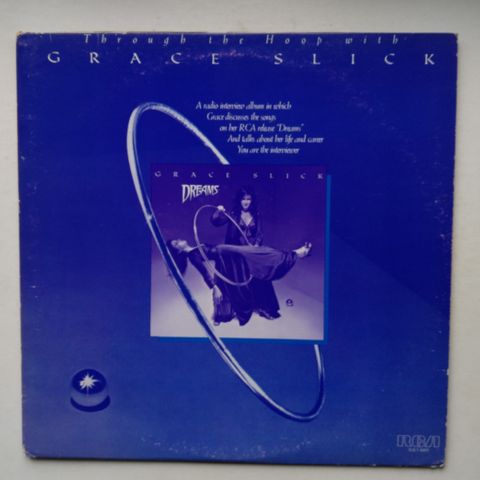 Through the Hoop with
GRACE SLICK
A radio interview album in which
Grace discusses the songs
on her RCA release "Dreams"
And talks about her life and career
You are the interviewer
GRACE SLICK
DREAMS
RCA